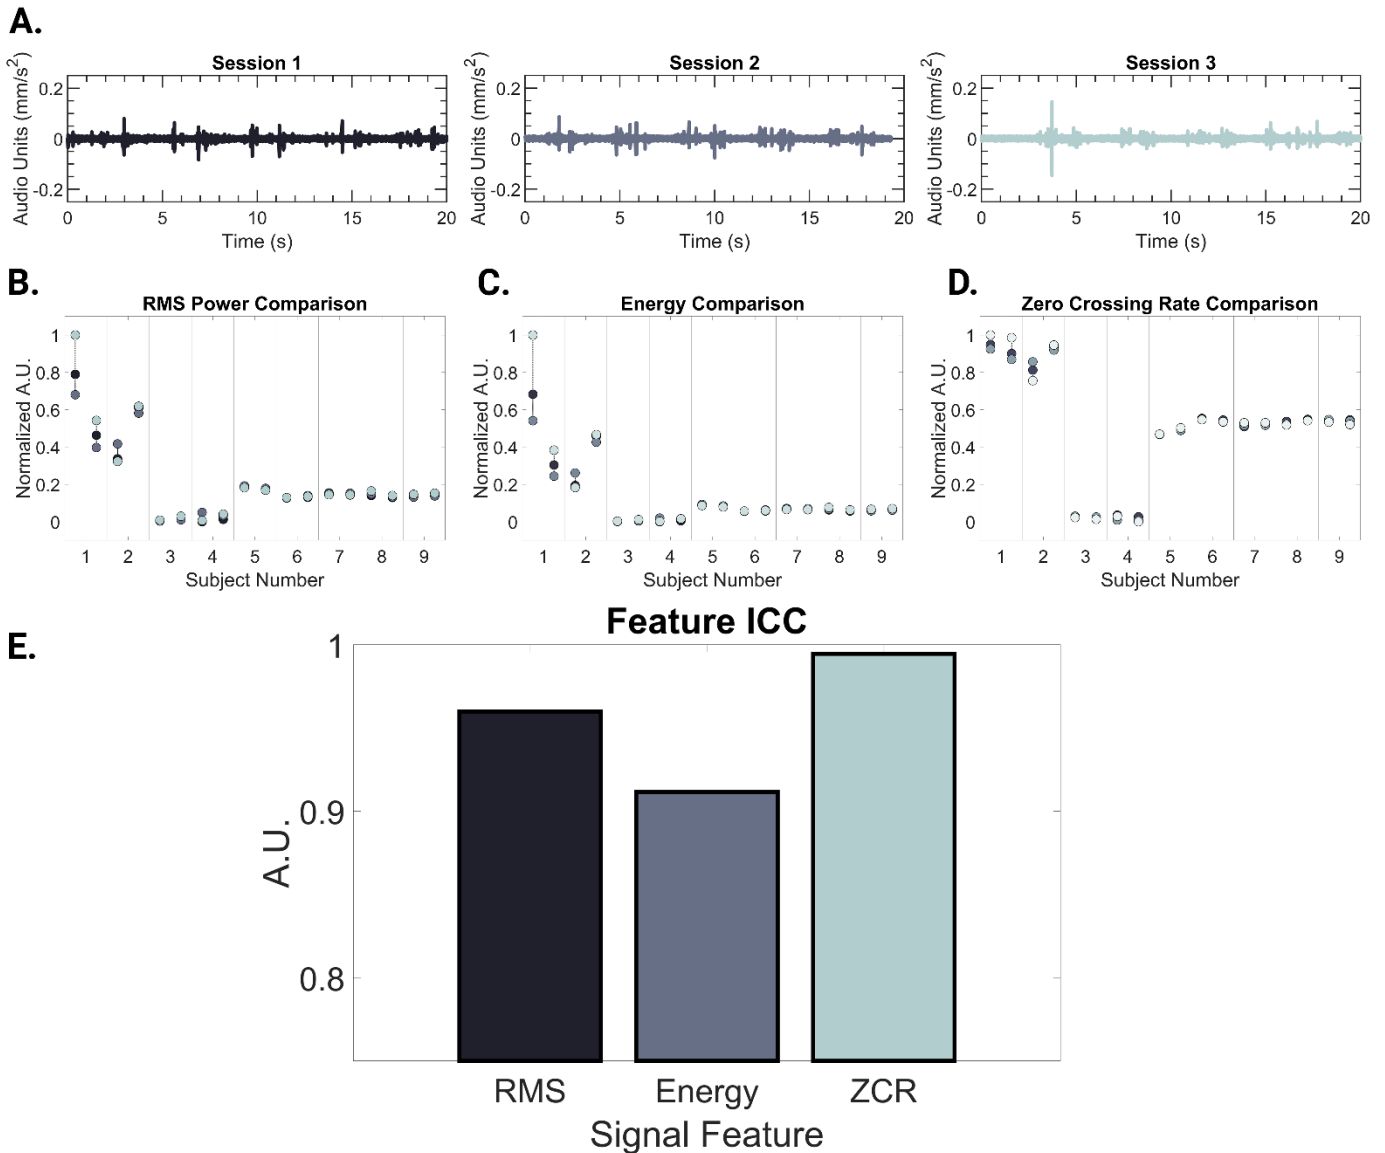 A.
Session 1
Session 2
Session 3
Audio Units (mm/s²)
0.2
0
-0.2
0 5 10 15 20
Time (s)
Audio Units (mm/s²)
0.2
0
-0.2
0 5 10 15 20
Time (s)
Audio Units (mm/s²)
0.2
0
-0.2
0 5 10 15 20
Time (s)
B.
RMS Power Comparison
Normalized A.U.
1
0.8
0.6
0.4
0.2
0
1 2 3 4 5 6 7 8 9
Subject Number
C.
Energy Comparison
Normalized A.U.
1
0.8
0.6
0.4
0.2
0
1 2 3 4 5 6 7 8 9
Subject Number
D.
Zero Crossing Rate Comparison
Normalized A.U.
1
0.8
0.6
0.4
0.2
0
1 2 3 4 5 6 7 8 9
Subject Number
E.
Feature ICC
A.U.
1
0.9
0.8
RMS Energy ZCR
Signal Feature